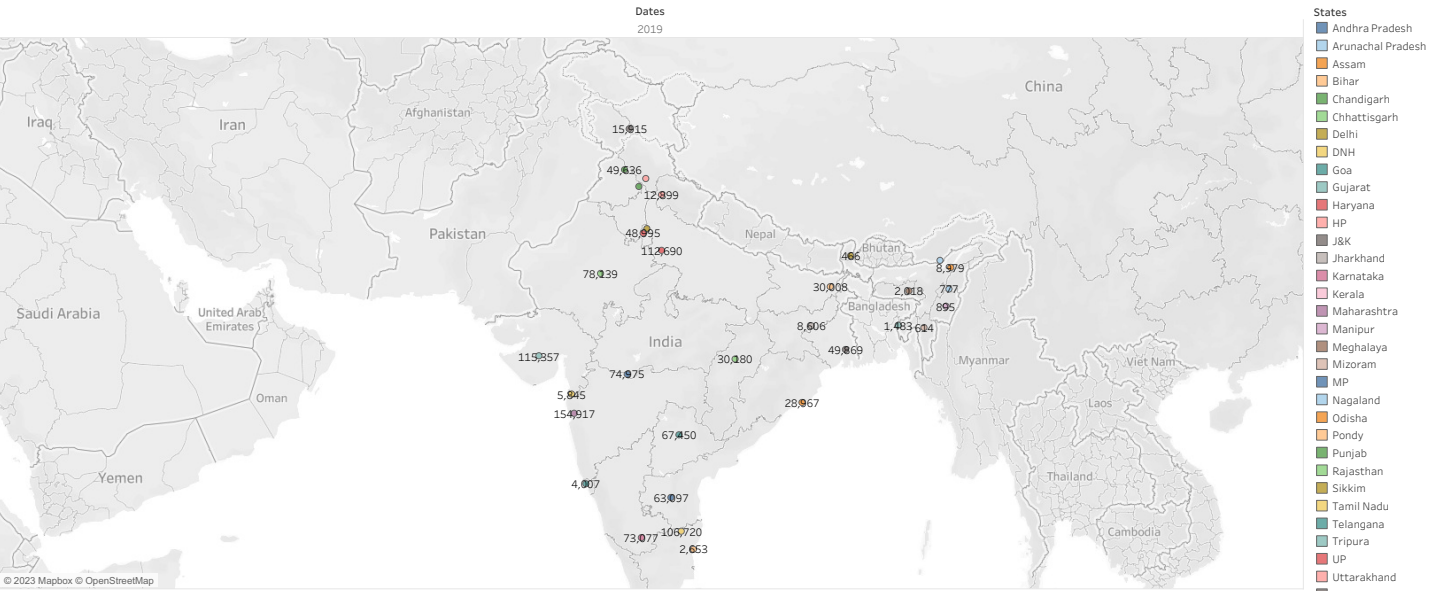 Dates
2019
China
Afghanistan
Iraq
Iran
15,915
49,636
12,899
Pakistan
48,995
Nepal
112,690
Bhutan
466
8,979
78,139
30,008
2,018
777
Saudi Arabia
United Arab
Emirates
Bangladesh
895
8,606
1,483
614
India
49,869
115,357
30,180
Myanmar
Viet Nam
74,975
Oman
5,845
154,917
28,967
Laos
67,450
Yemen
4,007
63,097
Thailand
106,720
73,077
2,653
Cambodia
© 2023 Mapbox © OpenStreetMap
States
Andhra Pradesh
Arunachal Pradesh
Assam
Bihar
Chandigarh
Chhattisgarh
Delhi
DNH
Goa
Gujarat
Haryana
HP
J&K
Jharkhand
Karnataka
Kerala
Maharashtra
Manipur
Meghalaya
Mizoram
MP
Nagaland
Odisha
Pondy
Punjab
Rajasthan
Sikkim
Tamil Nadu
Telangana
Tripura
UP
Uttarakhand